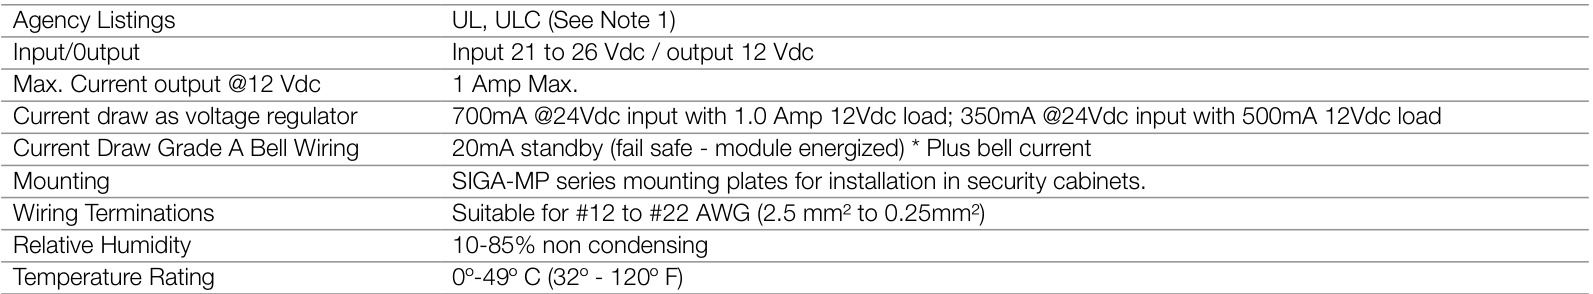 Agency Listings UL, ULC (See Note 1)
Input/0utput Input 21 to 26 Vdc / output 12 Vdc
Max. Current output @12 Vdc 1 Amp Max.
Current draw as voltage regulator 700mA @24Vdc input with 1.0 Amp 12Vdc load; 350mA @24Vdc input with 500mA 12Vdc load
Current Draw Grade A Bell Wiring 20mA standby (fail safe - module energized) * Plus bell current
Mounting SIGA-MP series mounting plates for installation in security cabinets.
Wiring Terminations Suitable for #12 to #22 AWG (2.5 mm² to 0.25mm²)
Relative Humidity 10-85% non condensing
Temperature Rating 0º-49º C (32º - 120º F)